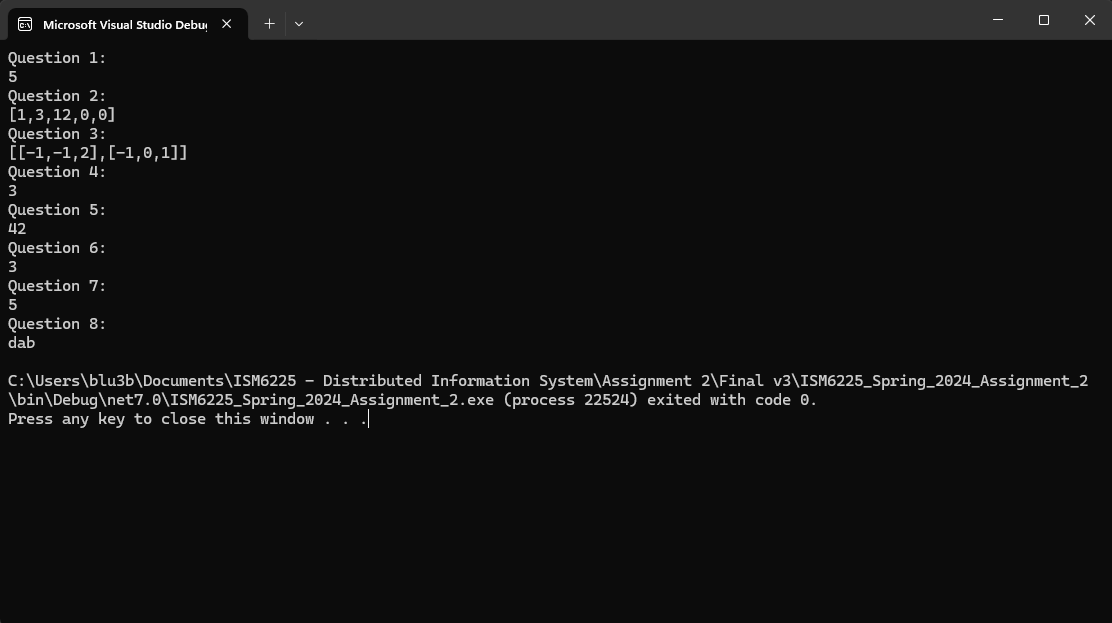 Microsoft Visual Studio Debug
Question 1:
5
Question 2:
[1,3,12,0,0]
Question 3:
[[-1,-1,2],[-1,0,1]]
Question 4:
3
Question 5:
42
Question 6:
3
Question 7:
5
Question 8:
dab
C:\Users\blu3b\Documents\ISM6225 - Distributed Information System\Assignment 2\Final v3\ISM6225_Spring_2024_Assignment_2
\bin\Debug\net7.0\ISM6225_Spring_2024_Assignment_2.exe (process 22524) exited with code 0.
Press any key to close this window . . .